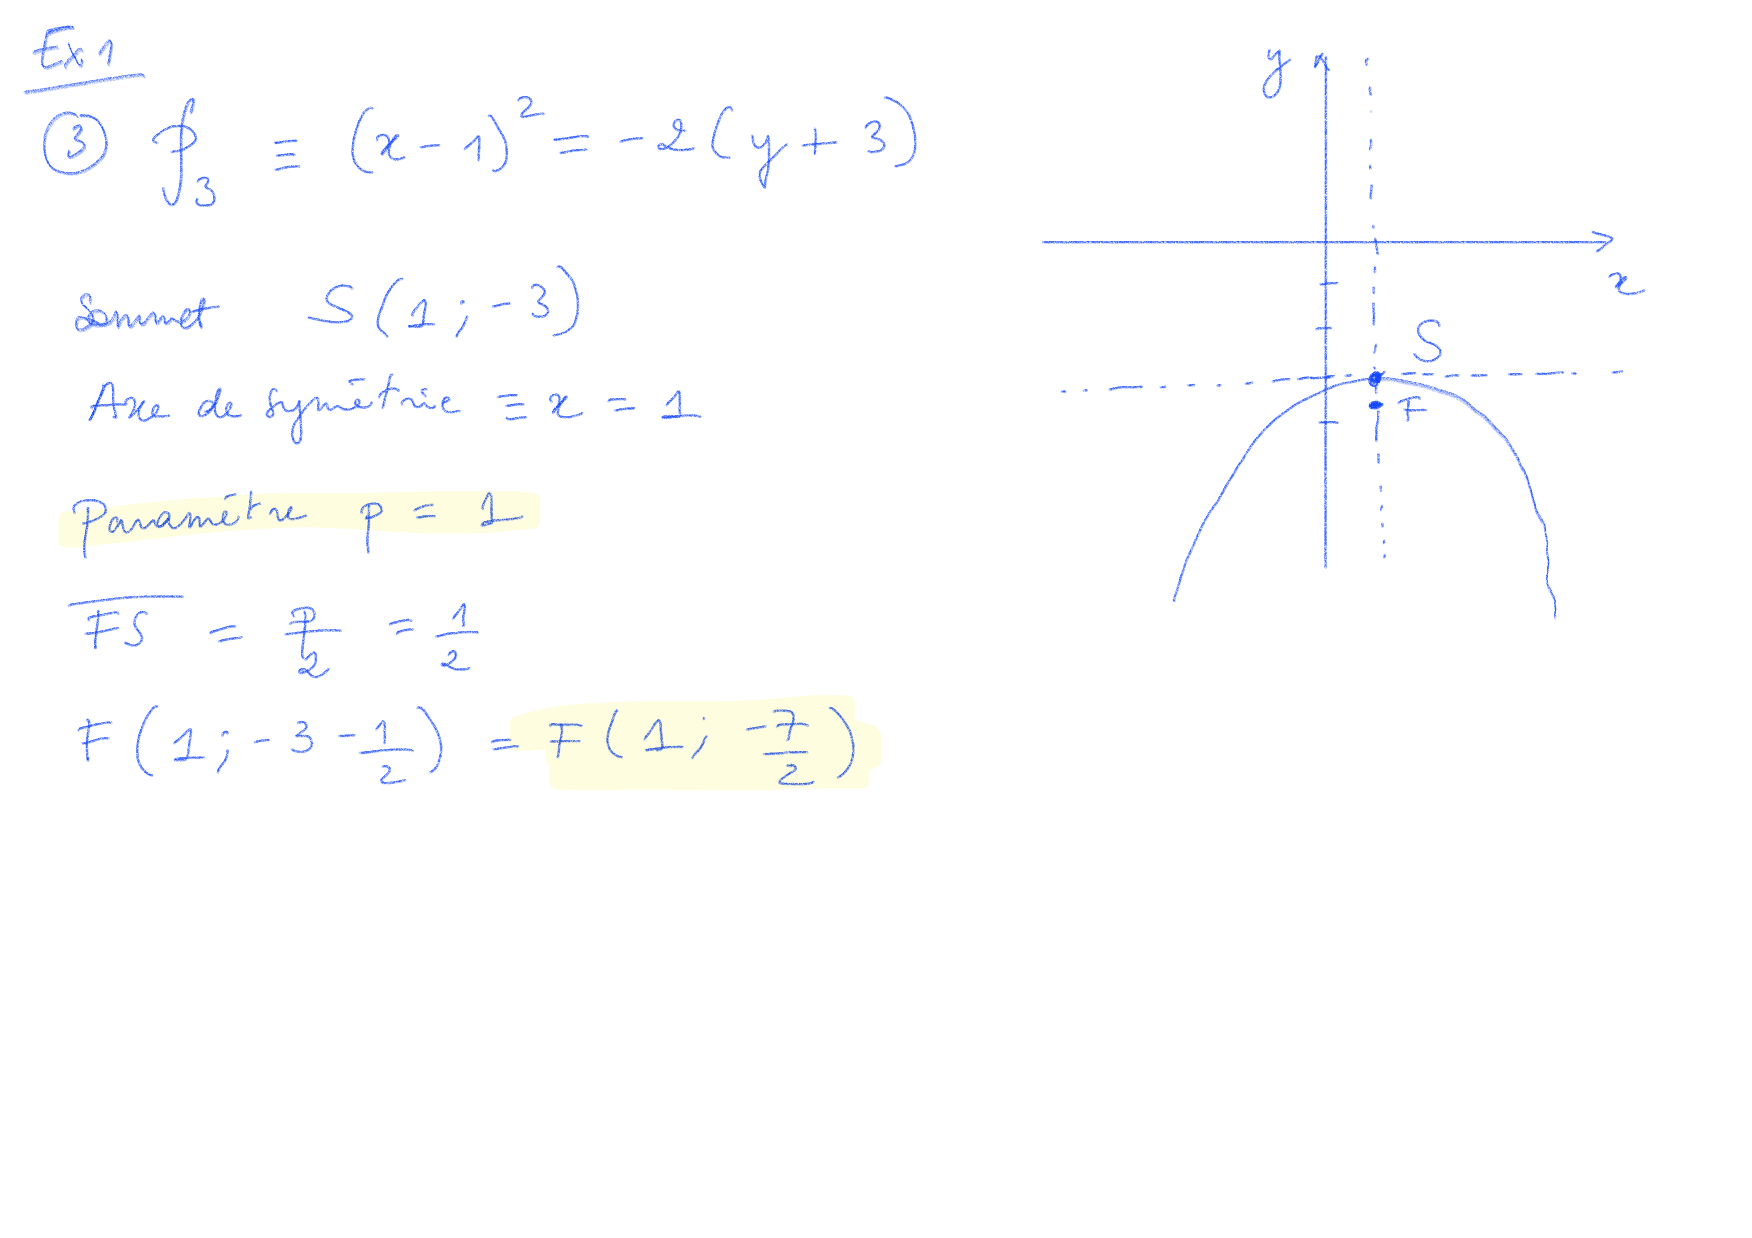 Ex 1
③ 𝒫₃ ≡ (x - 1)² = -2(y + 3)
Sommet S(1 ; -3)
Axe de symétrie ≡ x = 1
Paramètre p = 1
F̅S̅ = p/2 = 1/2
F(1 ; -3 - 1/2) = F(1 ; -7/2)
y
x
S
F